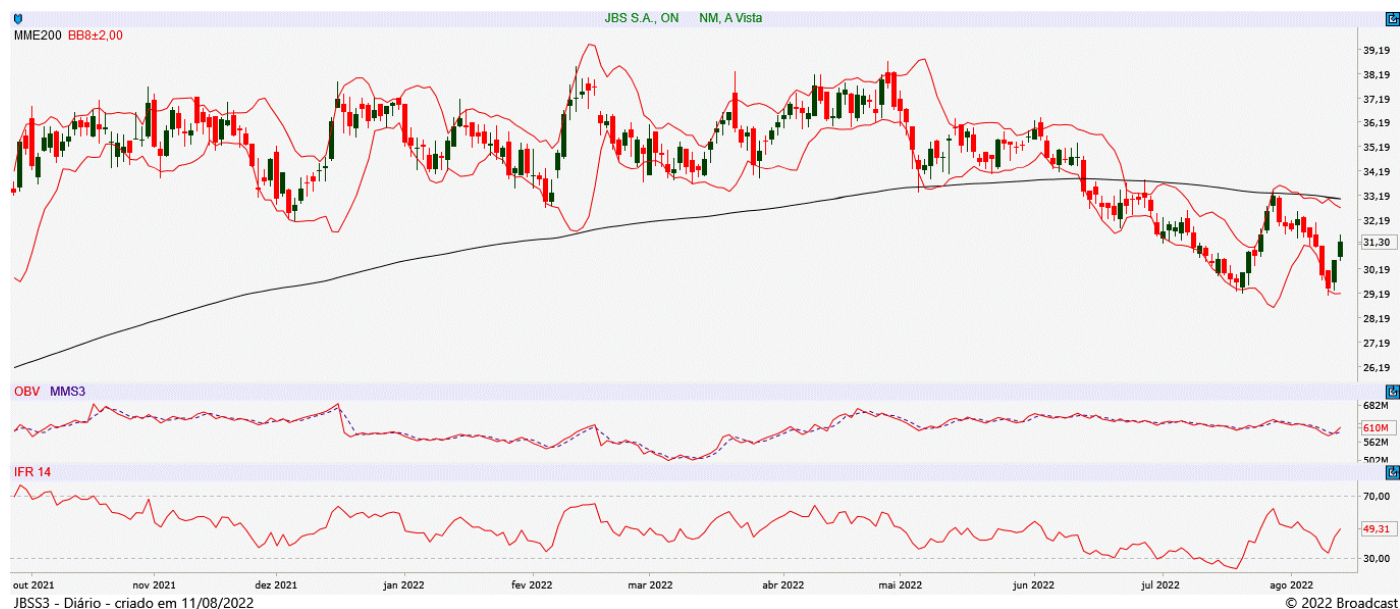 JBS S.A., ON NM, A Vista
MME200 BB8±2,00
39,19
38,19
37,19
36,19
35,19
34,19
33,19
32,19
31,30
30,19
29,19
28,19
27,19
26,19
OBV MMS3
682M
610M
562M
502M
IFR 14
70,00
49,31
30,00
out 2021 nov 2021 dez 2021 jan 2022 fev 2022 mar 2022 abr 2022 mai 2022 jun 2022 jul 2022 ago 2022
JBSS3 - Diário - criado em 11/08/2022 © 2022 Broadcast